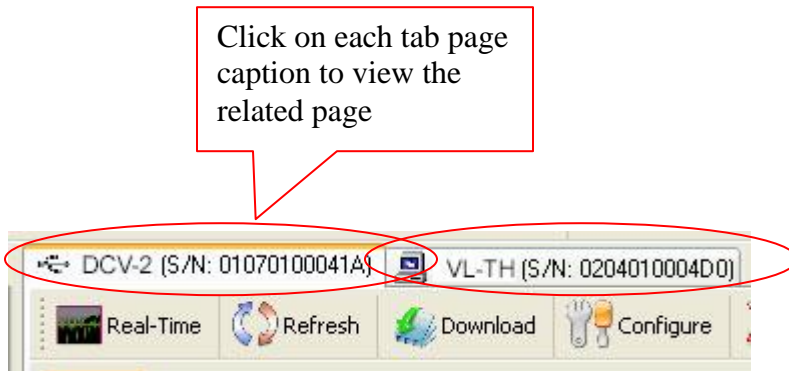 Click on each tab page
caption to view the
related page
DCV-2 (S/N: 01070100041A) VL-TH (S/N: 0204010004D0)
Real-Time Refresh Download Configure